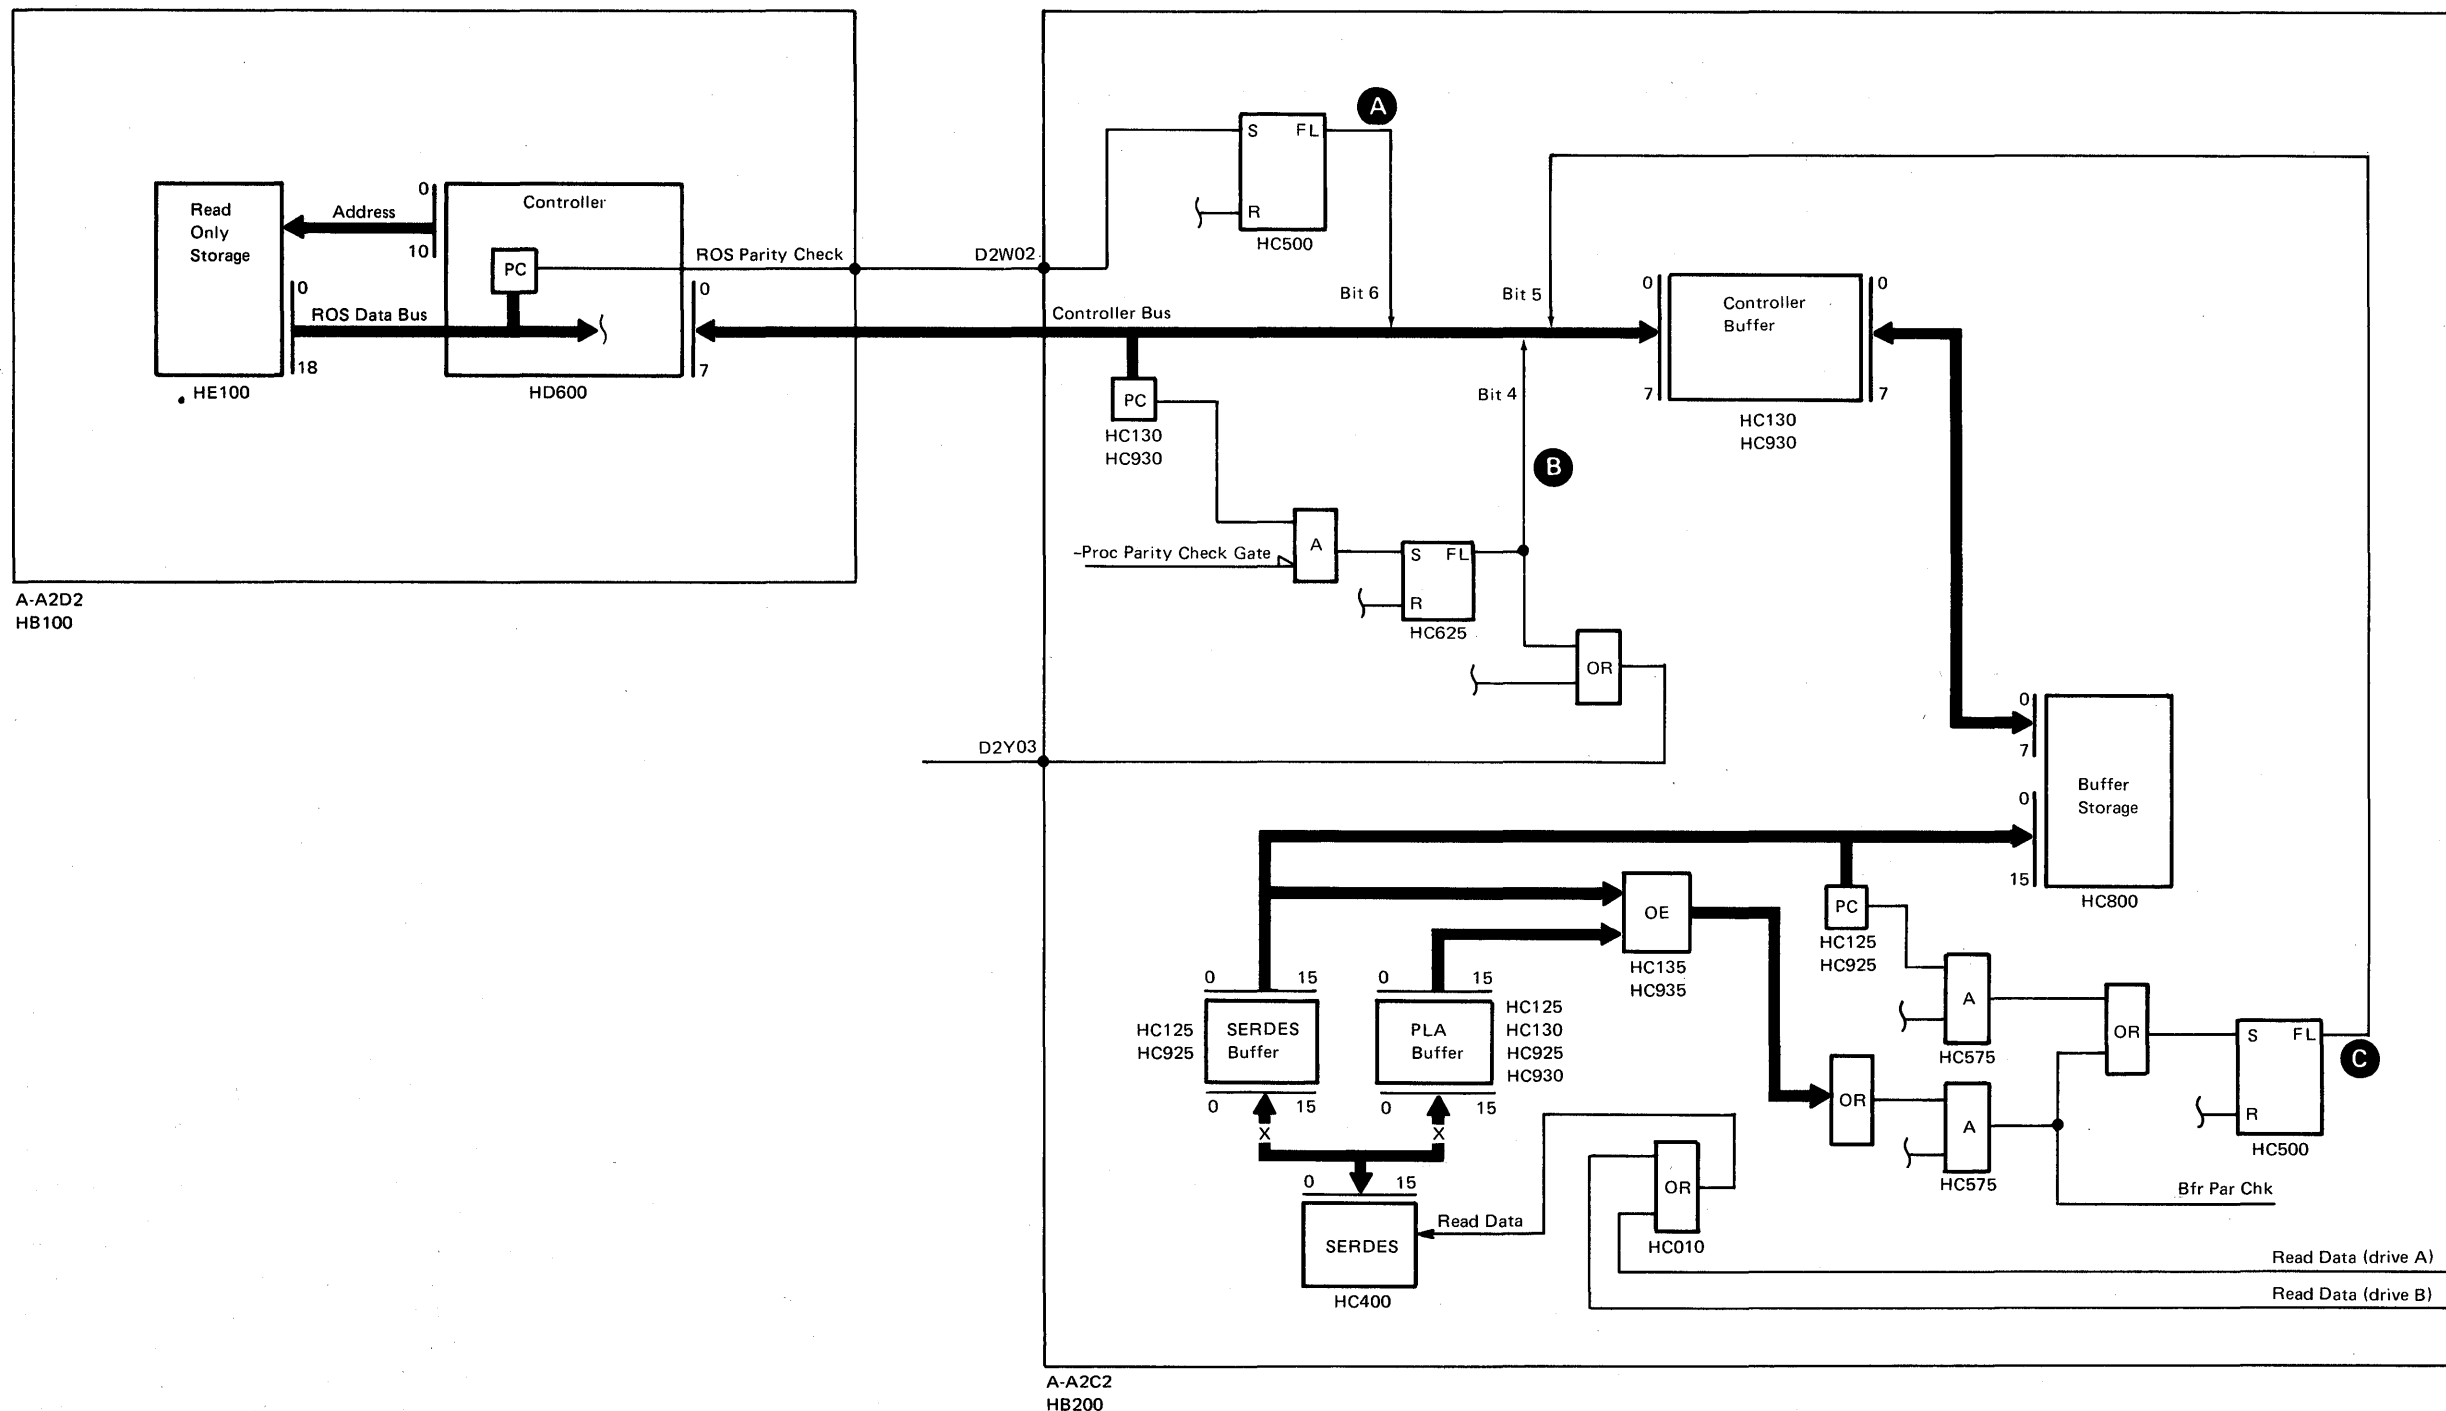 A
S FL
R
HC500
Read
Only
Storage
HE100
0
Address
10
Controller
PC
ROS Parity Check
D2W02
0
ROS Data Bus
18
HD600
0
7
Controller Bus
Bit 6
Bit 5
Bit 4
0
7
Controller
Buffer
0
7
HC130
HC930
PC
HC130
HC930
B
~Proc Parity Check Gate
A
S FL
R
HC625
OR
A-A2D2
HB100
D2Y03
0
7
0
15
Buffer
Storage
HC800
OE
HC135
HC935
PC
HC125
HC925
0 15
HC125
HC925
SERDES
Buffer
0 15
0 15
PLA
Buffer
HC125
HC130
HC925
HC930
0 15
X
X
A
HC575
OR
S FL
R
HC500
C
OR
A
HC575
Bfr Par Chk
0 15
SERDES
HC400
Read Data
OR
HC010
Read Data (drive A)
Read Data (drive B)
A-A2C2
HB200